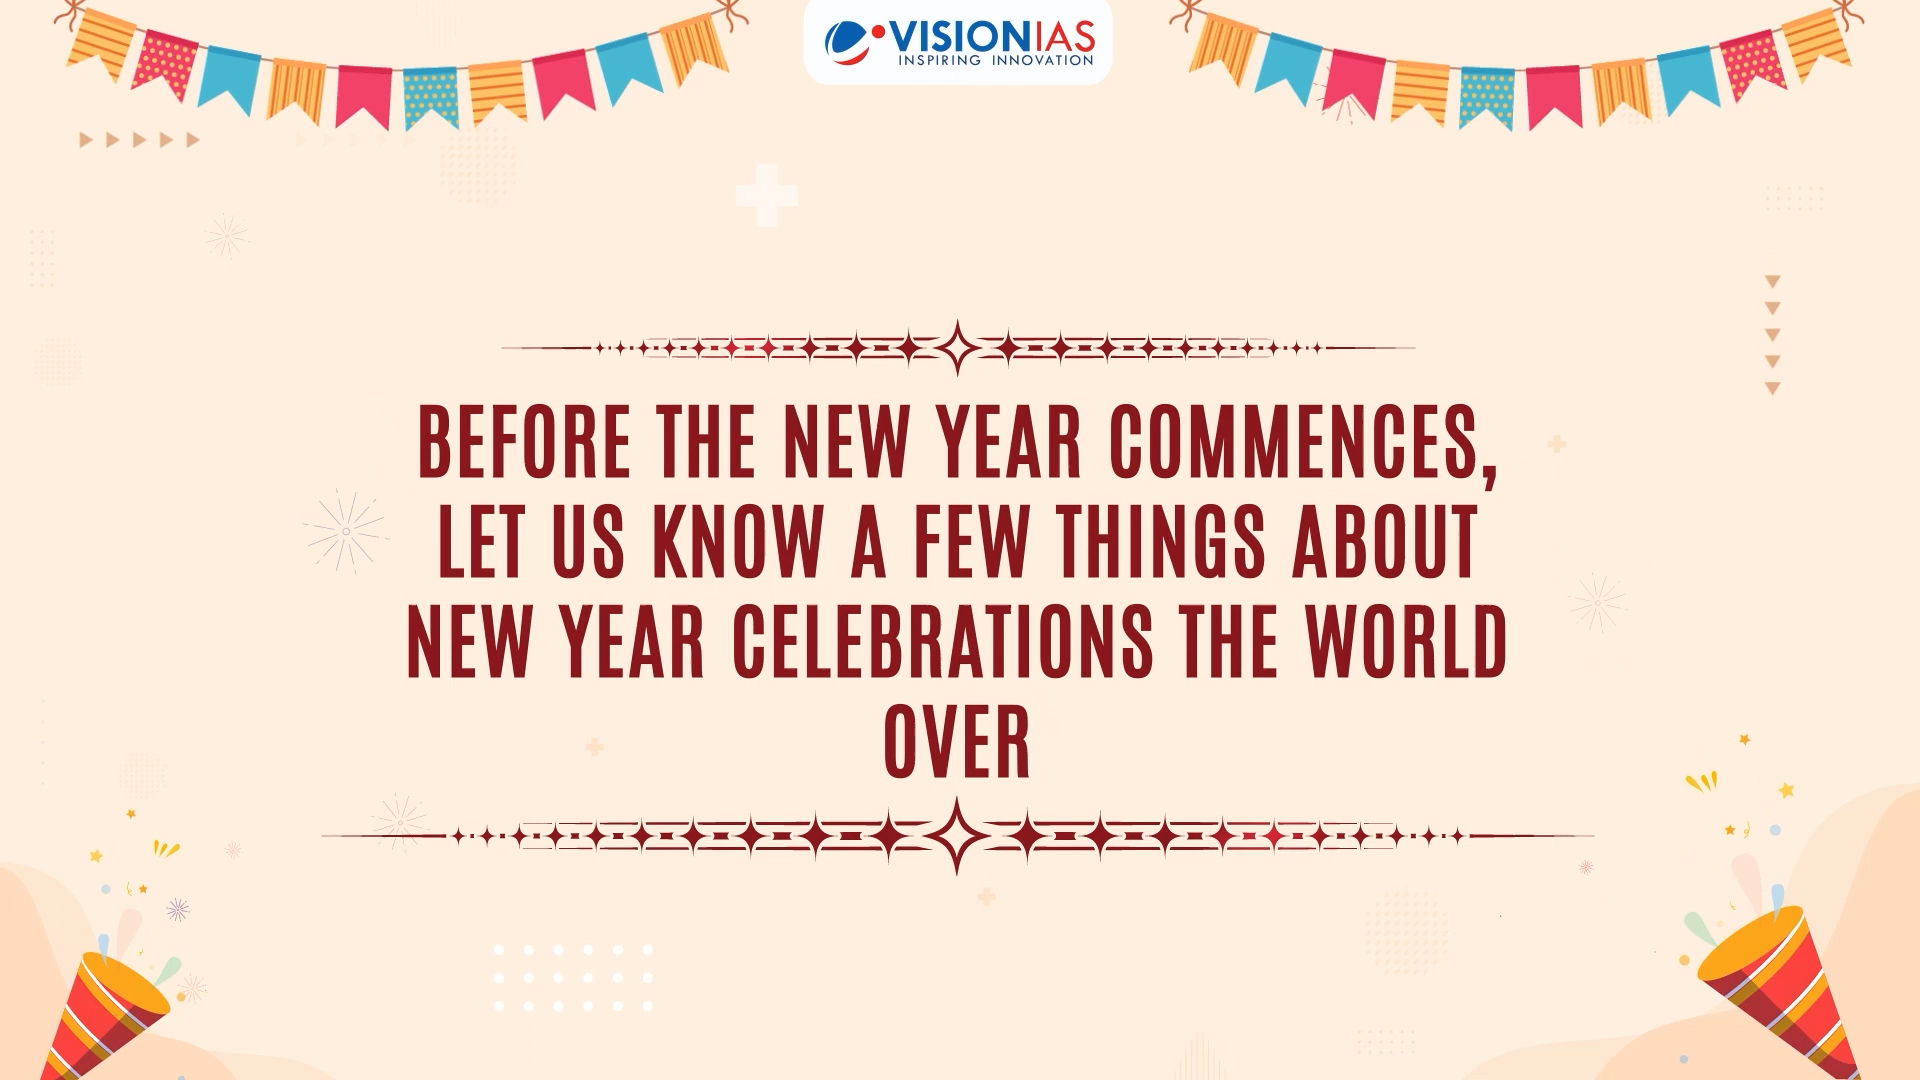 VISIONIAS
INSPIRING INNOVATION
BEFORE THE NEW YEAR COMMENCES,
LET US KNOW A FEW THINGS ABOUT
NEW YEAR CELEBRATIONS THE WORLD
OVER